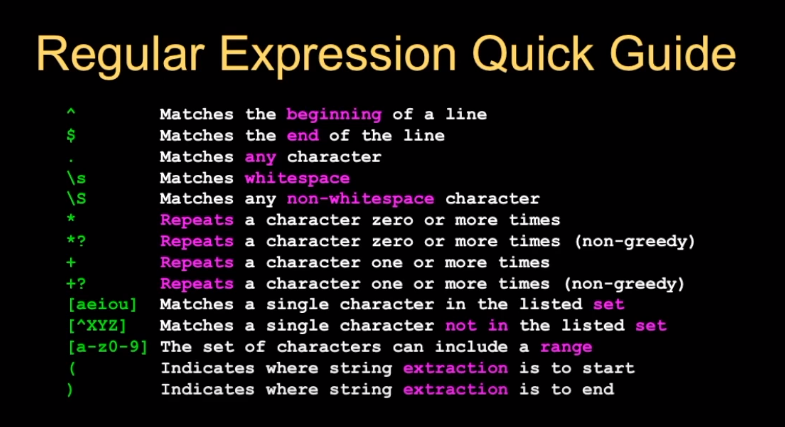 Regular Expression Quick Guide
^ Matches the beginning of a line
$ Matches the end of the line
. Matches any character
\s Matches whitespace
\S Matches any non-whitespace character
* Repeats a character zero or more times
*? Repeats a character zero or more times (non-greedy)
+ Repeats a character one or more times
+? Repeats a character one or more times (non-greedy)
[aeiou] Matches a single character in the listed set
[^XYZ] Matches a single character not in the listed set
[a-z0-9] The set of characters can include a range
( Indicates where string extraction is to start
) Indicates where string extraction is to end